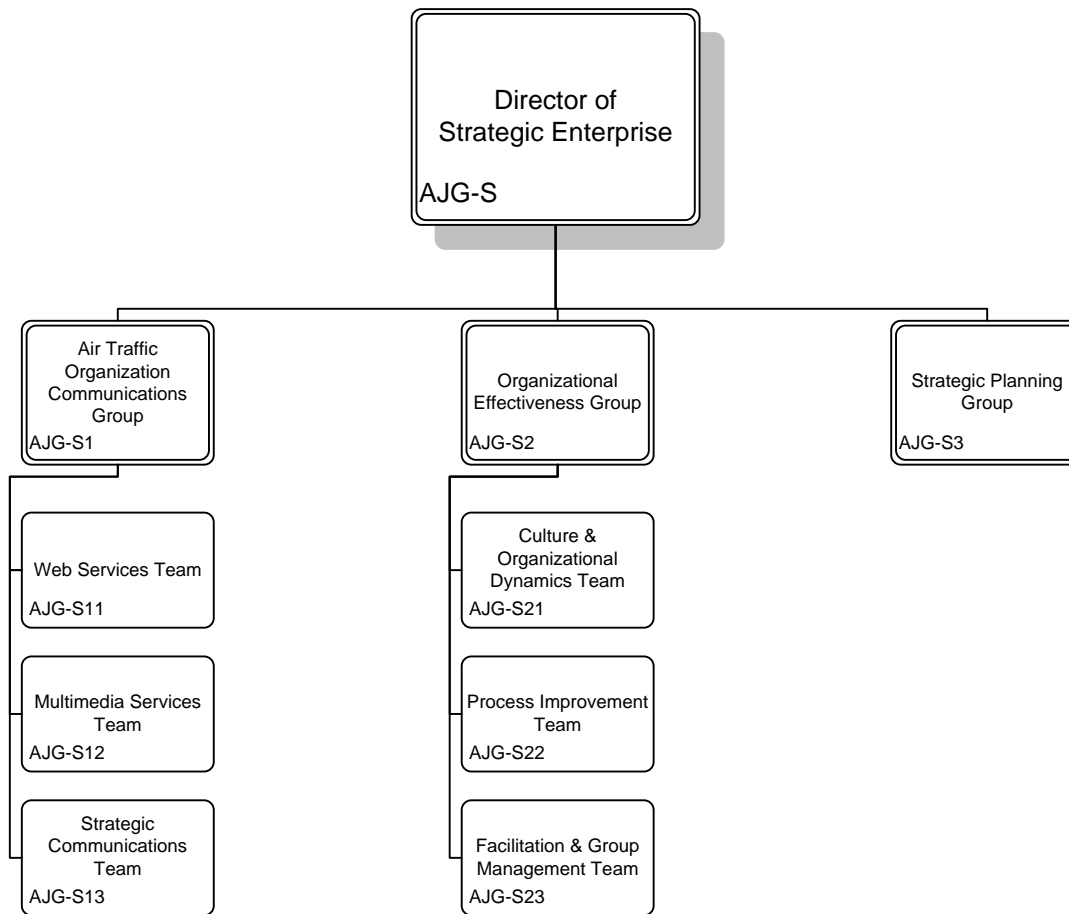 Director of
Strategic Enterprise
AJG-S
Air Traffic
Organization
Communications
Group
AJG-S1
Organizational
Effectiveness Group
AJG-S2
Strategic Planning
Group
AJG-S3
Web Services Team
AJG-S11
Multimedia Services
Team
AJG-S12
Strategic
Communications
Team
AJG-S13
Culture &
Organizational
Dynamics Team
AJG-S21
Process Improvement
Team
AJG-S22
Facilitation & Group
Management Team
AJG-S23